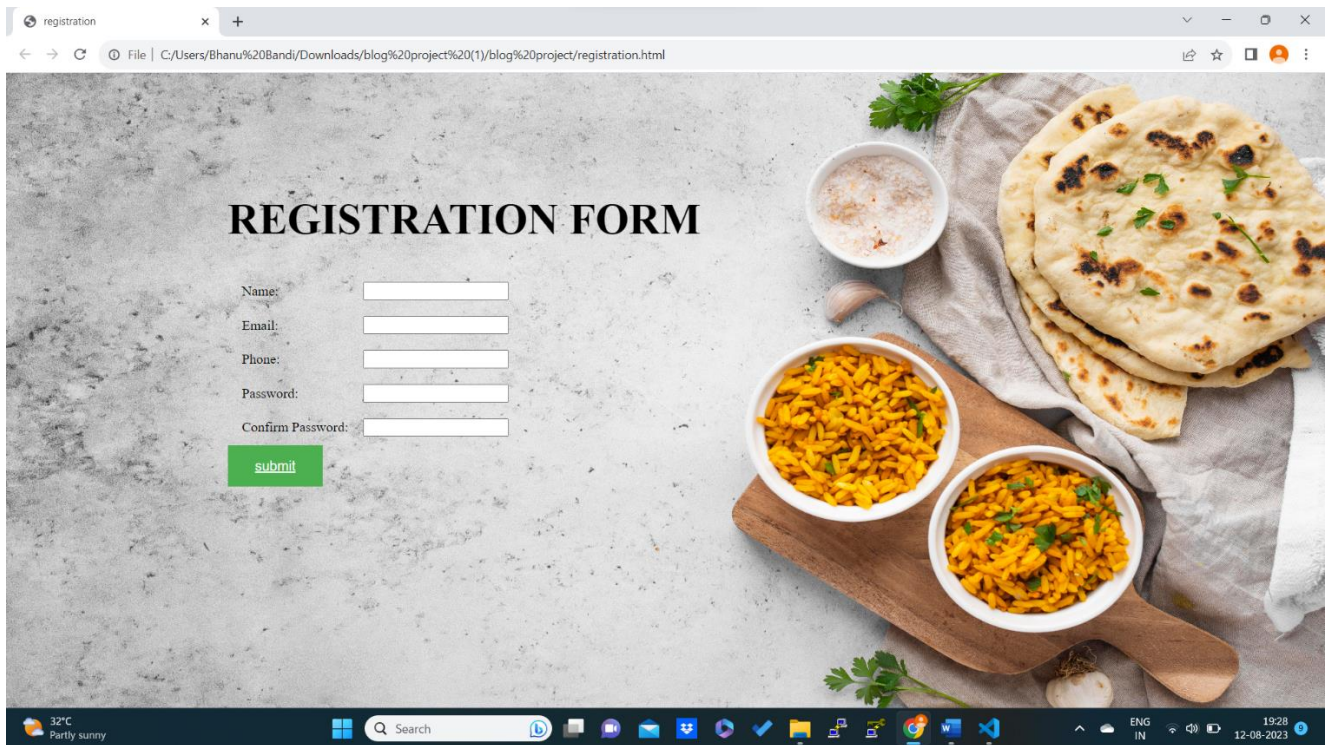 registration
File | C:/Users/Bhanu%20Bandi/Downloads/blog%20project%20(1)/blog%20project/registration.html
REGISTRATION FORM
Name:
Email:
Phone:
Password:
Confirm Password:
submit
32°C
Partly sunny
Search
ENG
IN
19:28
12-08-2023
9